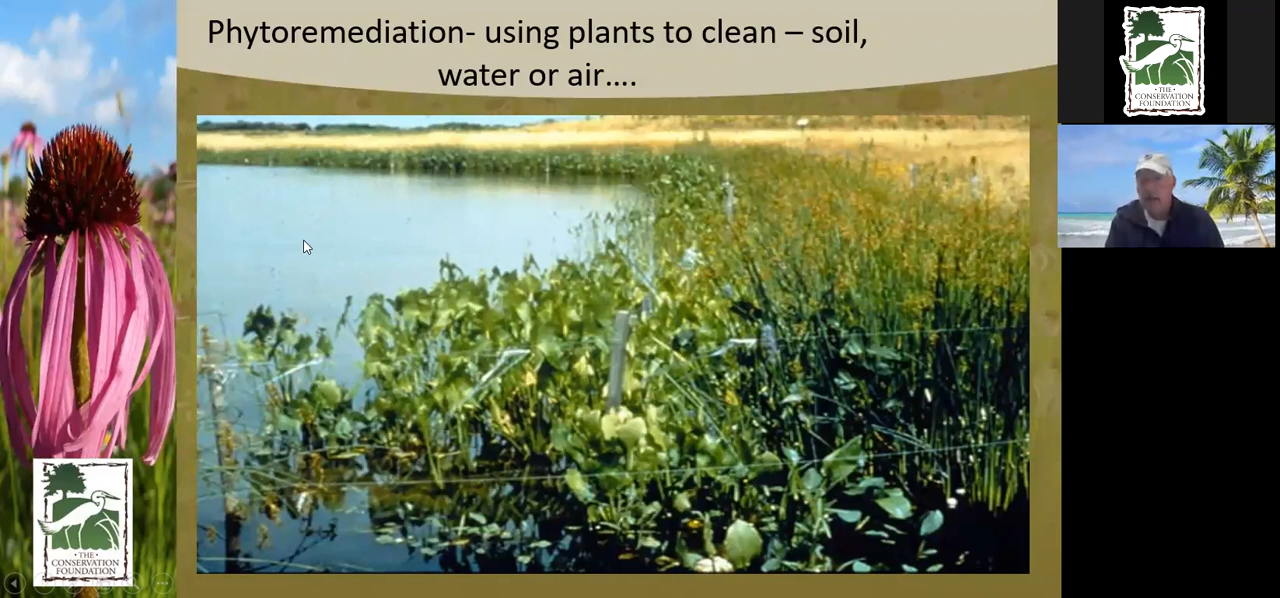 Phytoremediation- using plants to clean – soil,
water or air....
• THE •
CONSERVATION
FOUNDATION
• THE •
CONSERVATION
FOUNDATION